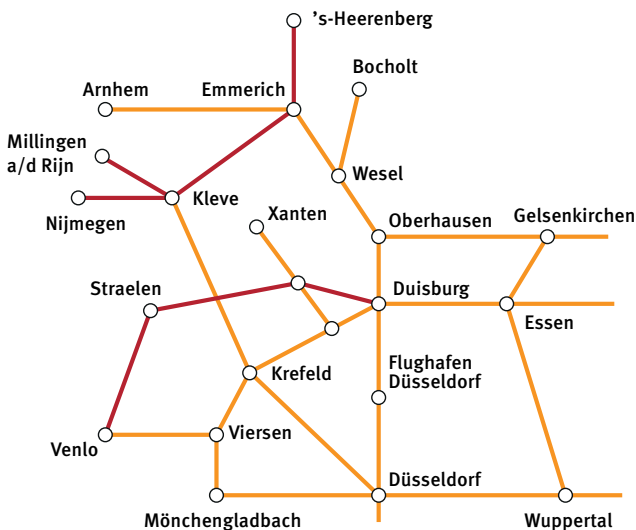 's-Heerenberg
Bocholt
Arnhem
Emmerich
Millingen
a/d Rijn
Wesel
Kleve
Nijmegen
Xanten
Oberhausen
Gelsenkirchen
Straelen
Duisburg
Essen
Flughafen
Düsseldorf
Krefeld
Viersen
Venlo
Düsseldorf
Mönchengladbach
Wuppertal